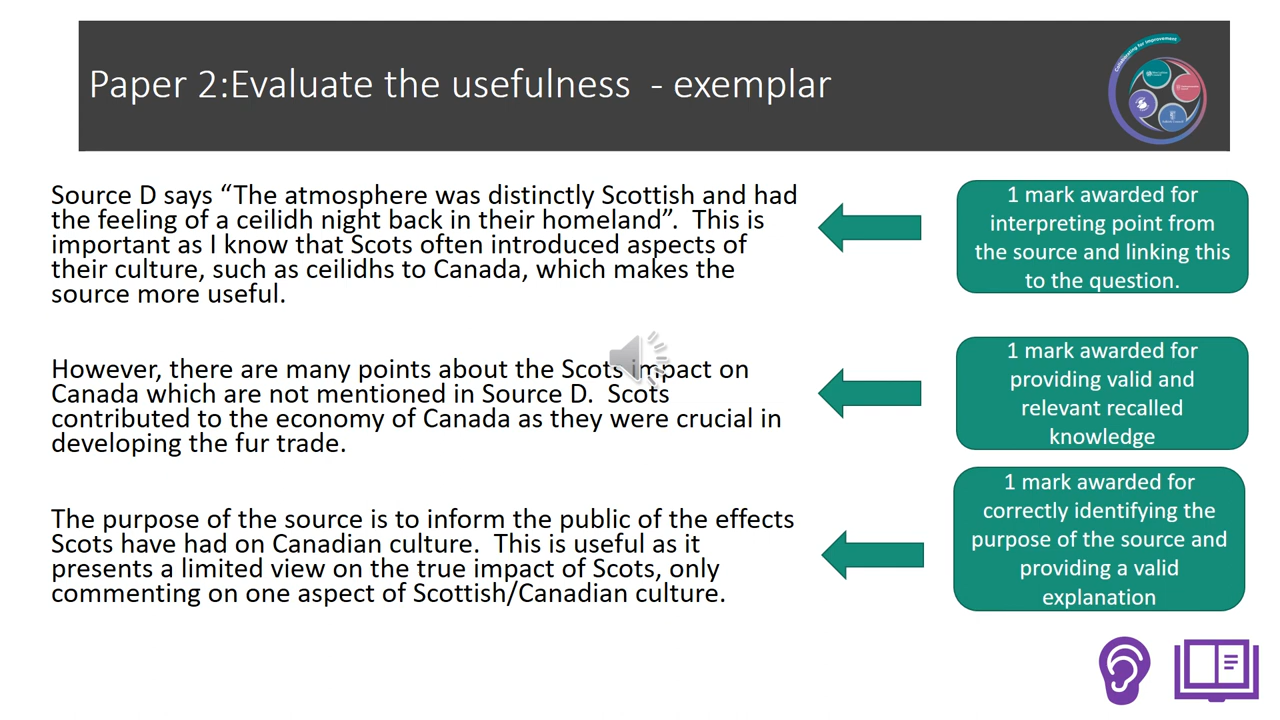 Paper 2:Evaluate the usefulness - exemplar
Collaborating for improvement
Source D says “The atmosphere was distinctly Scottish and had
the feeling of a ceilidh night back in their homeland”. This is
important as I know that Scots often introduced aspects of
their culture, such as ceilidhs to Canada, which makes the
source more useful.
1 mark awarded for
interpreting point from
the source and linking this
to the question.
However, there are many points about the Scots impact on
Canada which are not mentioned in Source D. Scots
contributed to the economy of Canada as they were crucial in
developing the fur trade.
1 mark awarded for
providing valid and
relevant recalled
knowledge
The purpose of the source is to inform the public of the effects
Scots have had on Canadian culture. This is useful as it
presents a limited view on the true impact of Scots, only
commenting on one aspect of Scottish/Canadian culture.
1 mark awarded for
correctly identifying the
purpose of the source and
providing a valid
explanation